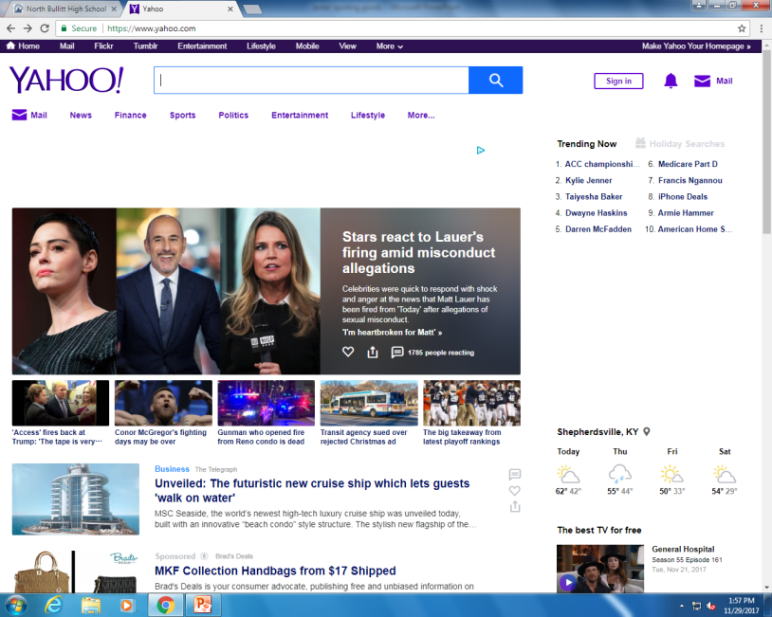 North Bullitt High School
Yahoo
Secure
https://www.yahoo.com
Home Mail Flickr Tumblr Entertainment Lifestyle Mobile View More
Make Yahoo Your Homepage »
YAHOO!
Sign in
Mail
Mail News Finance Sports Politics Entertainment Lifestyle More...
Trending Now
Holiday Searches
1. ACC championshi...
2. Kylie Jenner
3. Taiyesha Baker
4. Dwayne Haskins
5. Darren McFadden
6. Medicare Part D
7. Francis Ngannou
8. iPhone Deals
9. Armie Hammer
10. American Home S...
Stars react to Lauer's
firing amid misconduct
allegations
Celebrities were quick to respond with shock
and anger at the news that Matt Lauer has
been fired from 'Today' after allegations of
sexual misconduct.
'I'm heartbroken for Matt' »
1785 people reacting
BUILD
'Access' fires back at
Trump: 'The tape is very...
Conor McGregor's fighting
days may be over
Gunman who opened fire
from Reno condo is dead
Transit agency sued over
rejected Christmas ad
The big takeaway from
latest playoff rankings
Shepherdsville, KY
Today Thu Fri Sat
62° 42° 55° 44° 50° 33° 54° 29°
Business The Telegraph
Unveiled: The futuristic new cruise ship which lets guests
'walk on water'
MSC Seaside, the world's newest high-tech luxury cruise ship was unveiled today,
built with an innovative "beach condo" style structure. The stylish new flagship of the...
The best TV for free
General Hospital
Season 55 Episode 161
Tue, Nov 21, 2017
Brad's
Sponsored Brad's Deals
MKF Collection Handbags from $17 Shipped
Brad's Deals is your consumer advocate, publishing free and unbiased information on
1:57 PM
11/29/2017